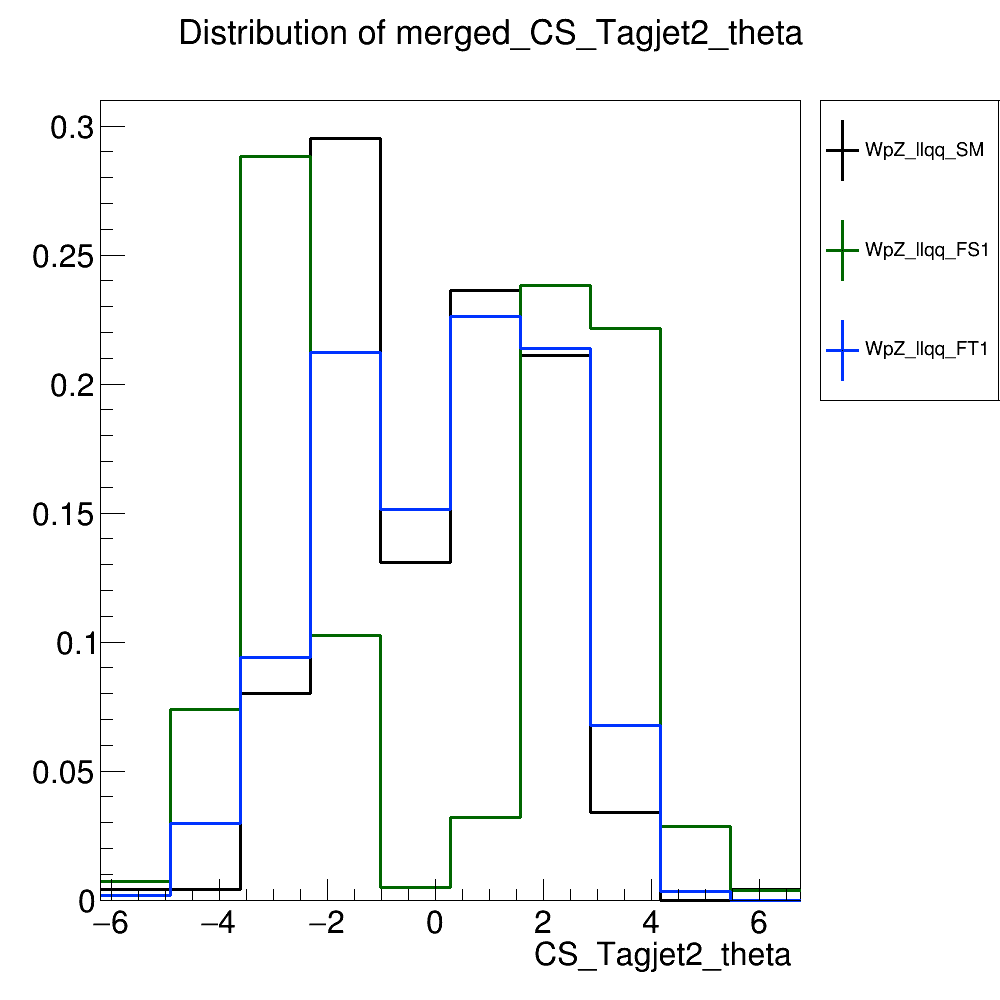 Distribution of merged_CS_Tagjet2_theta
WpZ_llqq_SM
WpZ_llqq_FS1
WpZ_llqq_FT1
0.3
0.25
0.2
0.15
0.1
0.05
0
−6 −4 −2 0 2 4 6
CS_Tagjet2_theta